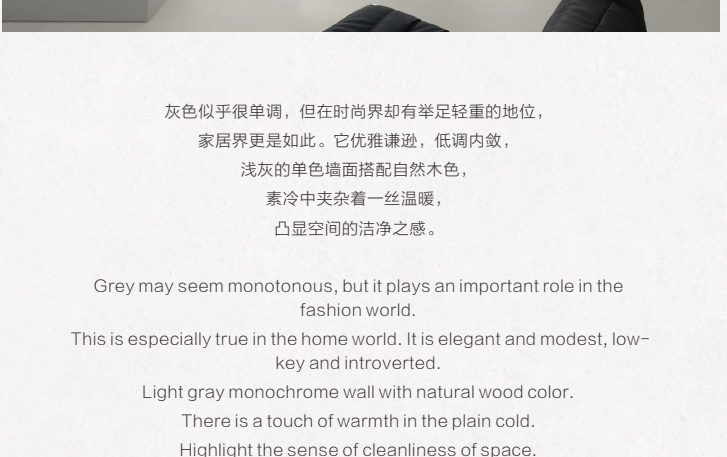 灰色似乎很单调，但在时尚界却有举足轻重的地位，
家居界更是如此。它优雅谦逊，低调内敛，
浅灰的单色墙面搭配自然木色，
素冷中夹杂着一丝温暖，
凸显空间的洁净之感。
Grey may seem monotonous, but it plays an important role in the
fashion world.
This is especially true in the home world. It is elegant and modest, low-
key and introverted.
Light gray monochrome wall with natural wood color.
There is a touch of warmth in the plain cold.
Highlight the sense of cleanliness of space.